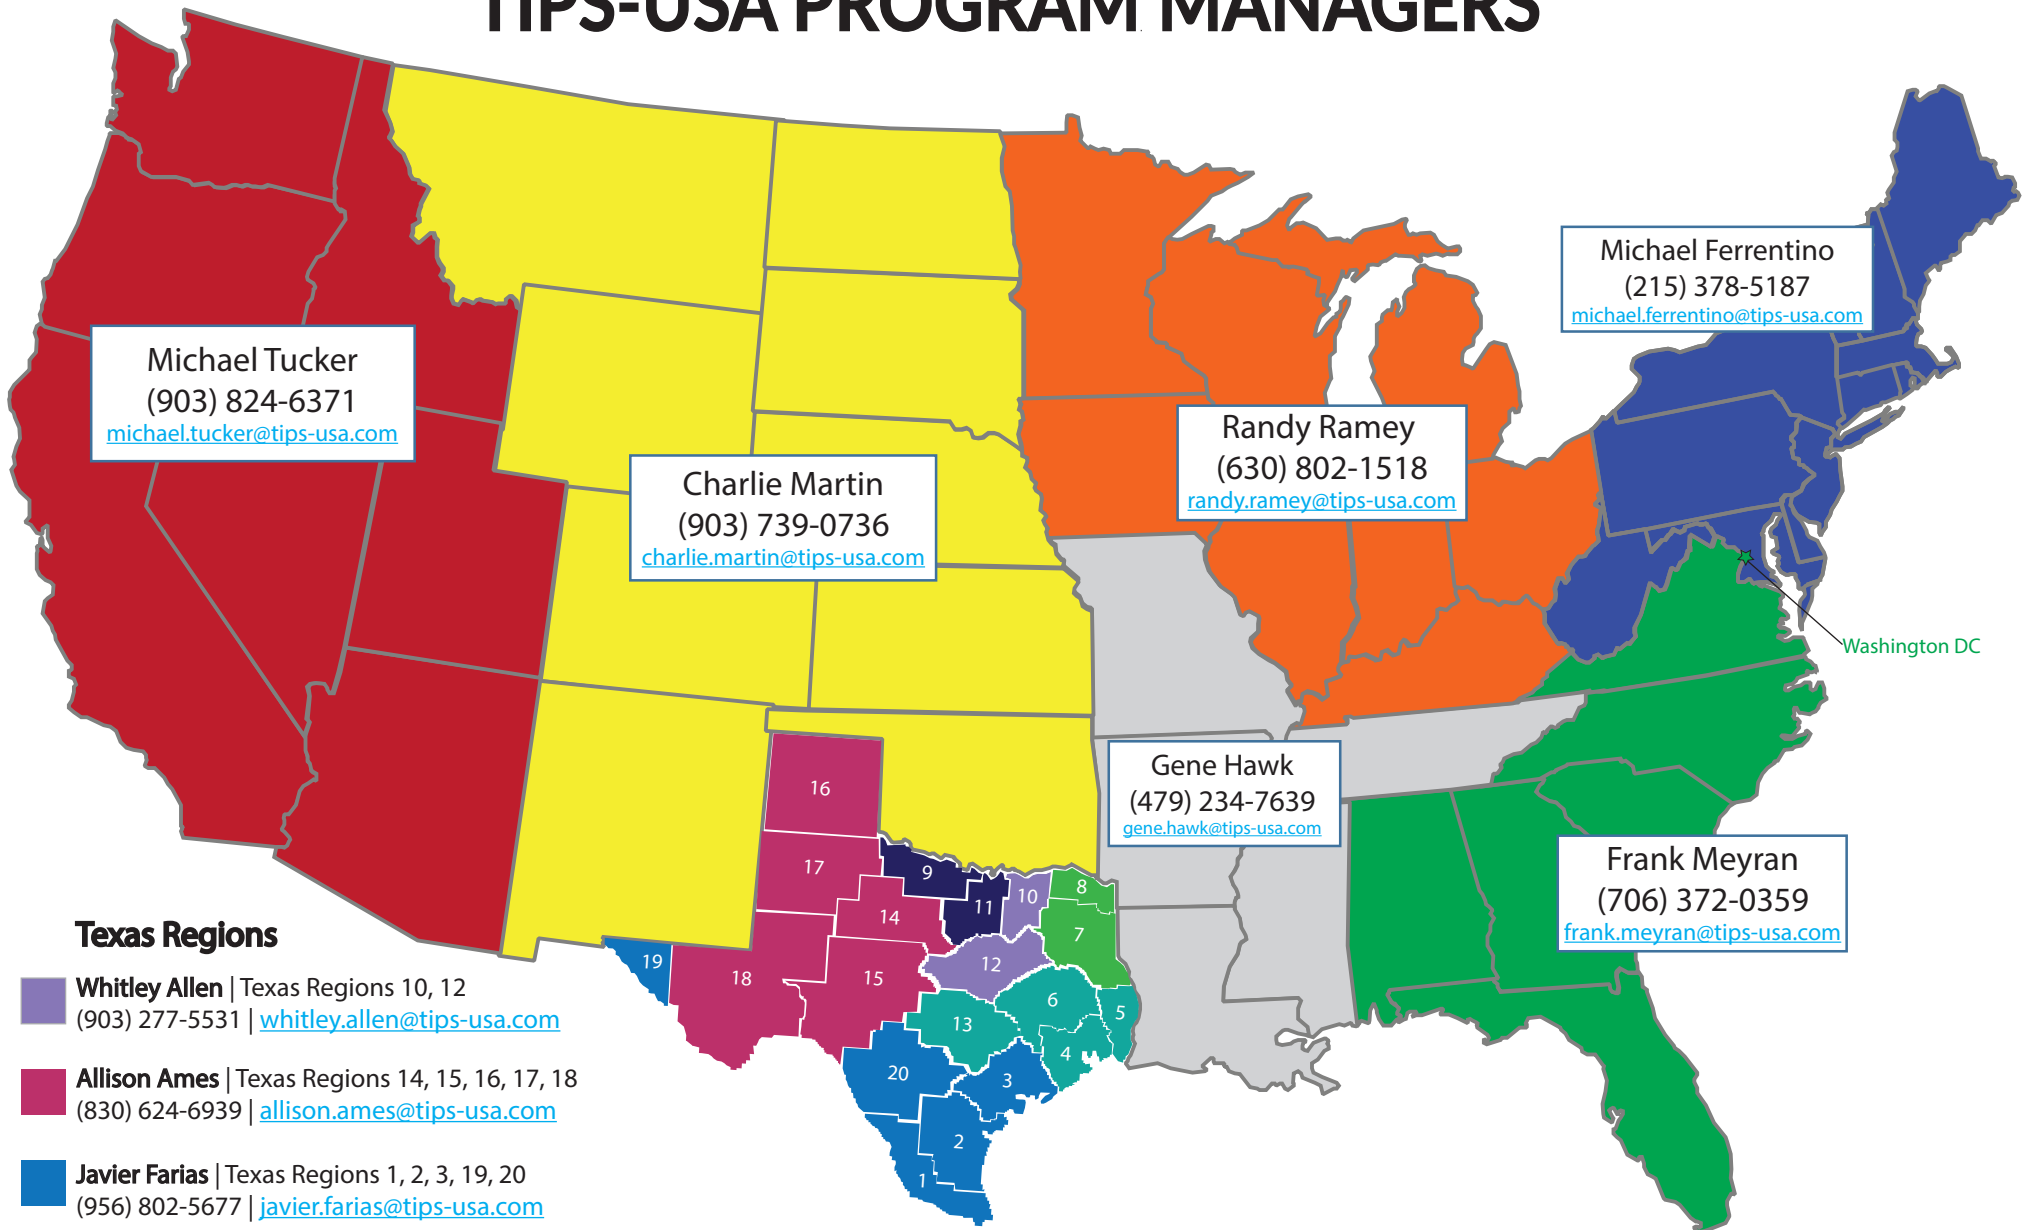 TIPS-USA PROGRAM MANAGERS
Michael Ferrentino
(215) 378-5187
michael.ferrentino@tips-usa.com
Michael Tucker
(903) 824-6371
michael.tucker@tips-usa.com
Randy Ramey
(630) 802-1518
randy.ramey@tips-usa.com
Charlie Martin
(903) 739-0736
charlie.martin@tips-usa.com
Washington DC
Gene Hawk
(479) 234-7639
gene.hawk@tips-usa.com
Frank Meyran
(706) 372-0359
frank.meyran@tips-usa.com
16
17
9
10
8
11
14
7
12
19
18
15
6
5
13
4
20
3
2
1
Texas Regions
Whitley Allen | Texas Regions 10, 12
(903) 277-5531 | whitley.allen@tips-usa.com
Allison Ames | Texas Regions 14, 15, 16, 17, 18
(830) 624-6939 | allison.ames@tips-usa.com
Javier Farias | Texas Regions 1, 2, 3, 19, 20
(956) 802-5677 | javier.farias@tips-usa.com